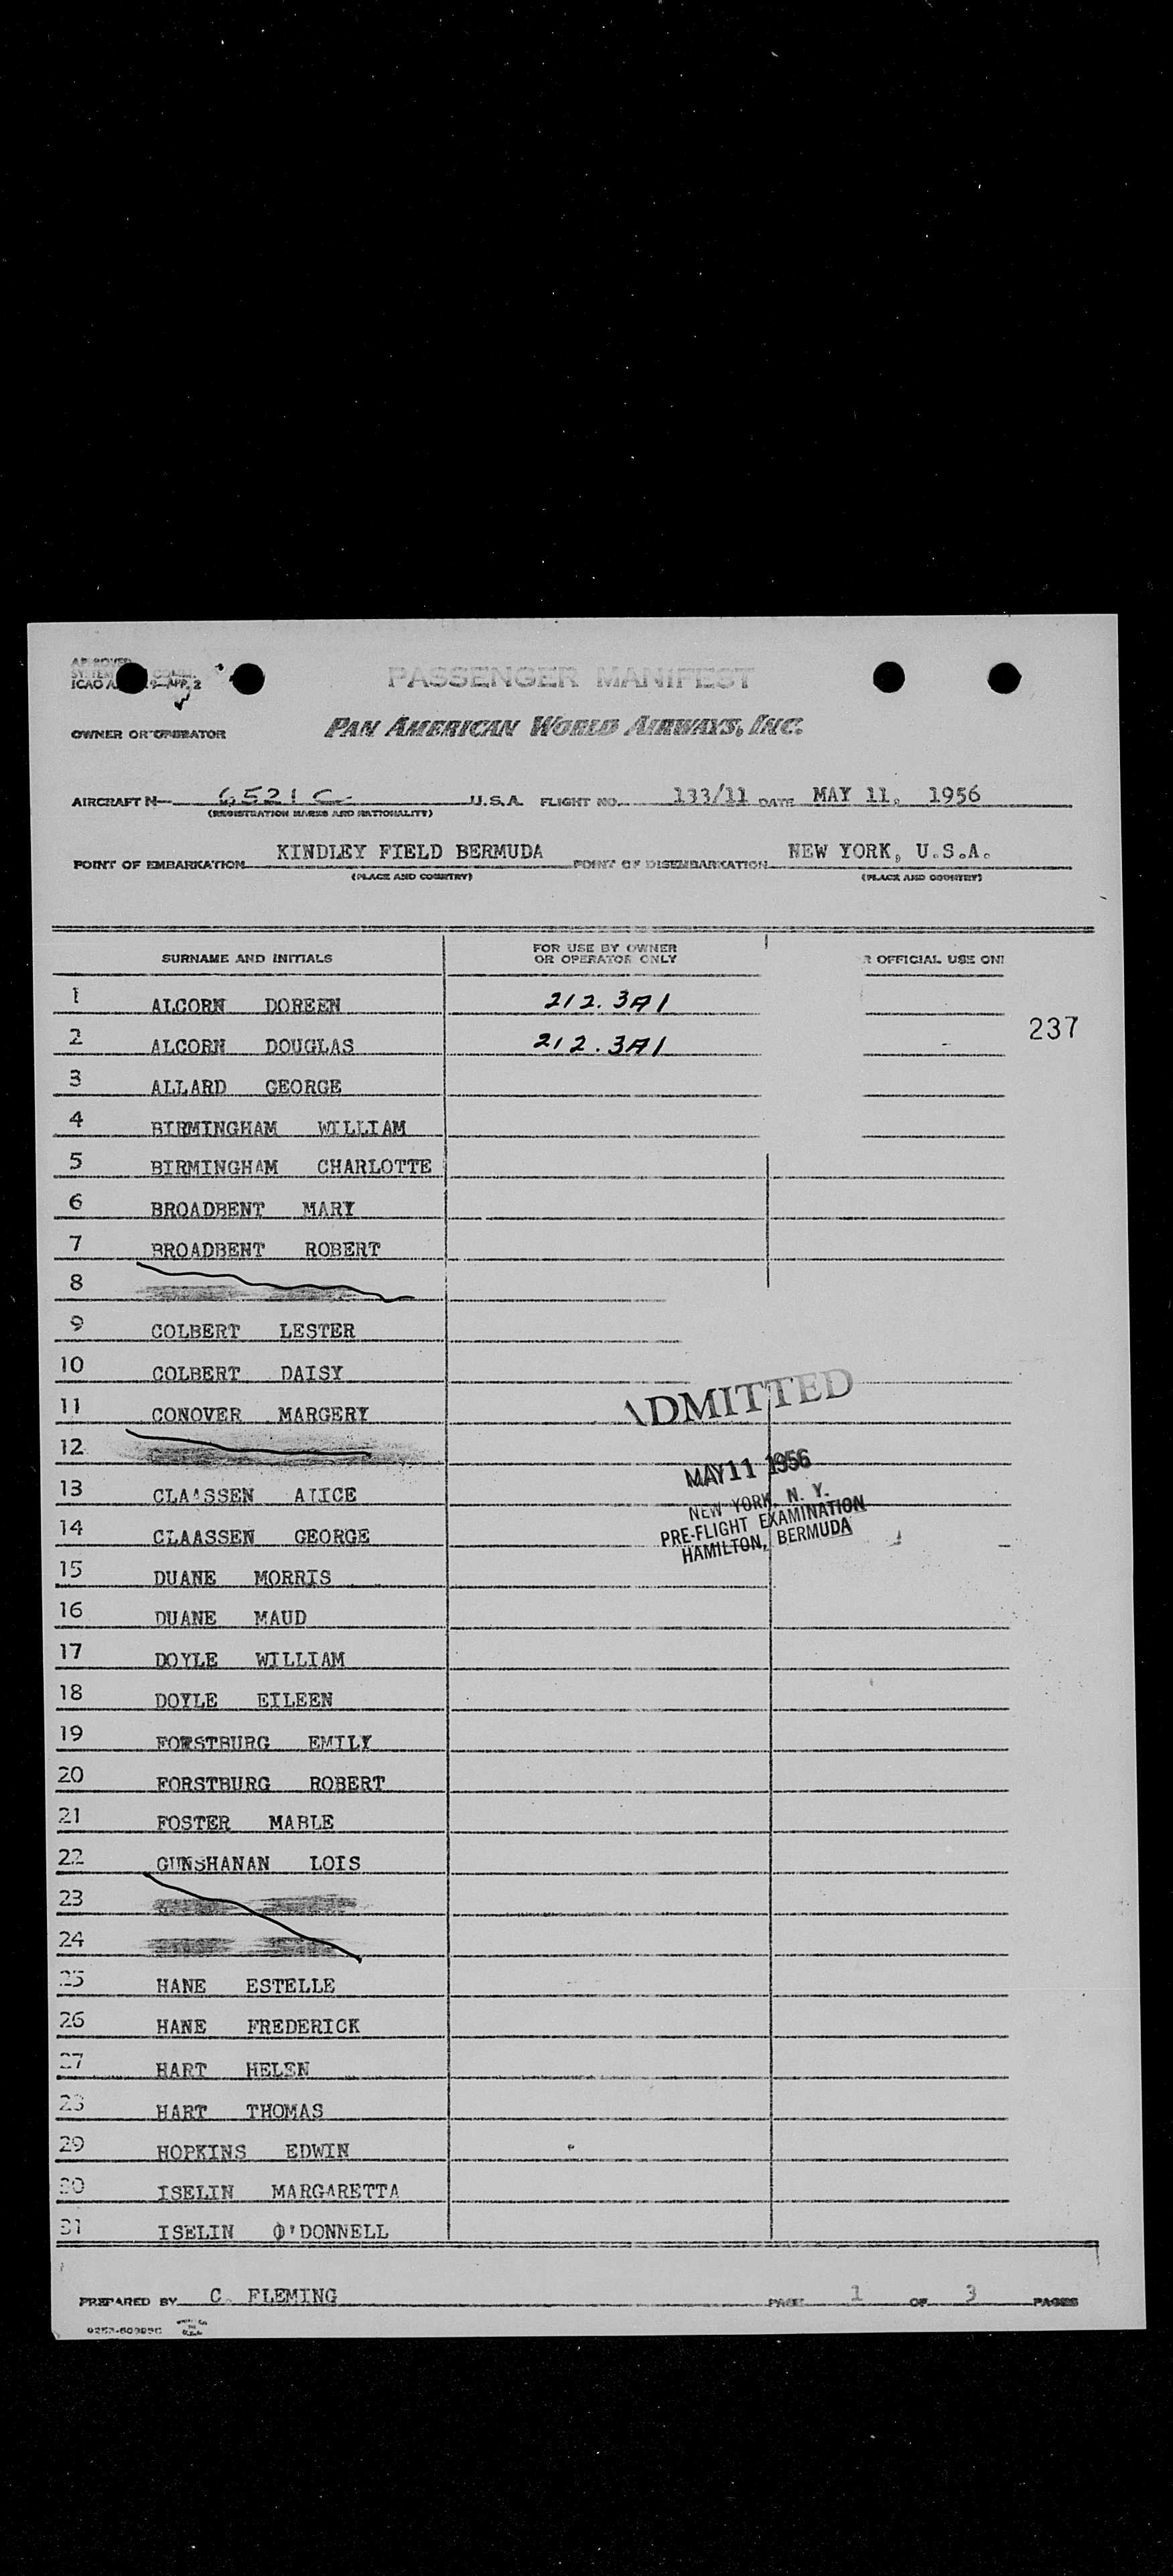 APPROVED
ICAO
PASSENGER MANIFEST
OWNER OR OPERATOR PAN AMERICAN WORLD AIRWAYS, INC.
AIRCRAFT N— 6521C U.S.A. FLIGHT NO. 133/11 DATE MAY 11, 1956
(REGISTRATION MARKS AND NATIONALITY)
POINT OF EMBARKATION KINDLEY FIELD BERMUDA POINT OF DISEMBARKATION NEW YORK, U.S.A.
(PLACE AND COUNTRY) (PLACE AND COUNTRY)
SURNAME AND INITIALS FOR USE BY OWNER OR OPERATOR ONLY R OFFICIAL USE ONL
1 ALCORN DOREEN 212.3A1
237
2 ALCORN DOUGLAS 212.3A1
3 ALLARD GEORGE
4 BIRMINGHAM WILLIAM
5 BIRMINGHAM CHARLOTTE
6 BROADBENT MARY
7 BROADBENT ROBERT
8
9 COLBERT LESTER
10 COLBERT DAISY
11 CONOVER MARGERY
ADMITTED
12
MAY 11 1956
13 CLAASSEN ALICE
NEW YORK, N. Y.
PRE-FLIGHT EXAMINATION
HAMILTON, BERMUDA
14 CLAASSEN GEORGE
15 DUANE MORRIS
16 DUANE MAUD
17 DOYLE WILLIAM
18 DOYLE EILEEN
19 FORSTBURG EMILY
20 FORSTBURG ROBERT
21 FOSTER MABLE
22 GUNSHANAN LOIS
23
24
25 HANE ESTELLE
26 HANE FREDERICK
27 HART HELEN
28 HART THOMAS
29 HOPKINS EDWIN
30 ISELIN MARGARETTA
31 ISELIN O'DONNELL
PREPARED BY C. FLEMING PAGE 1 OF 3 PAGES